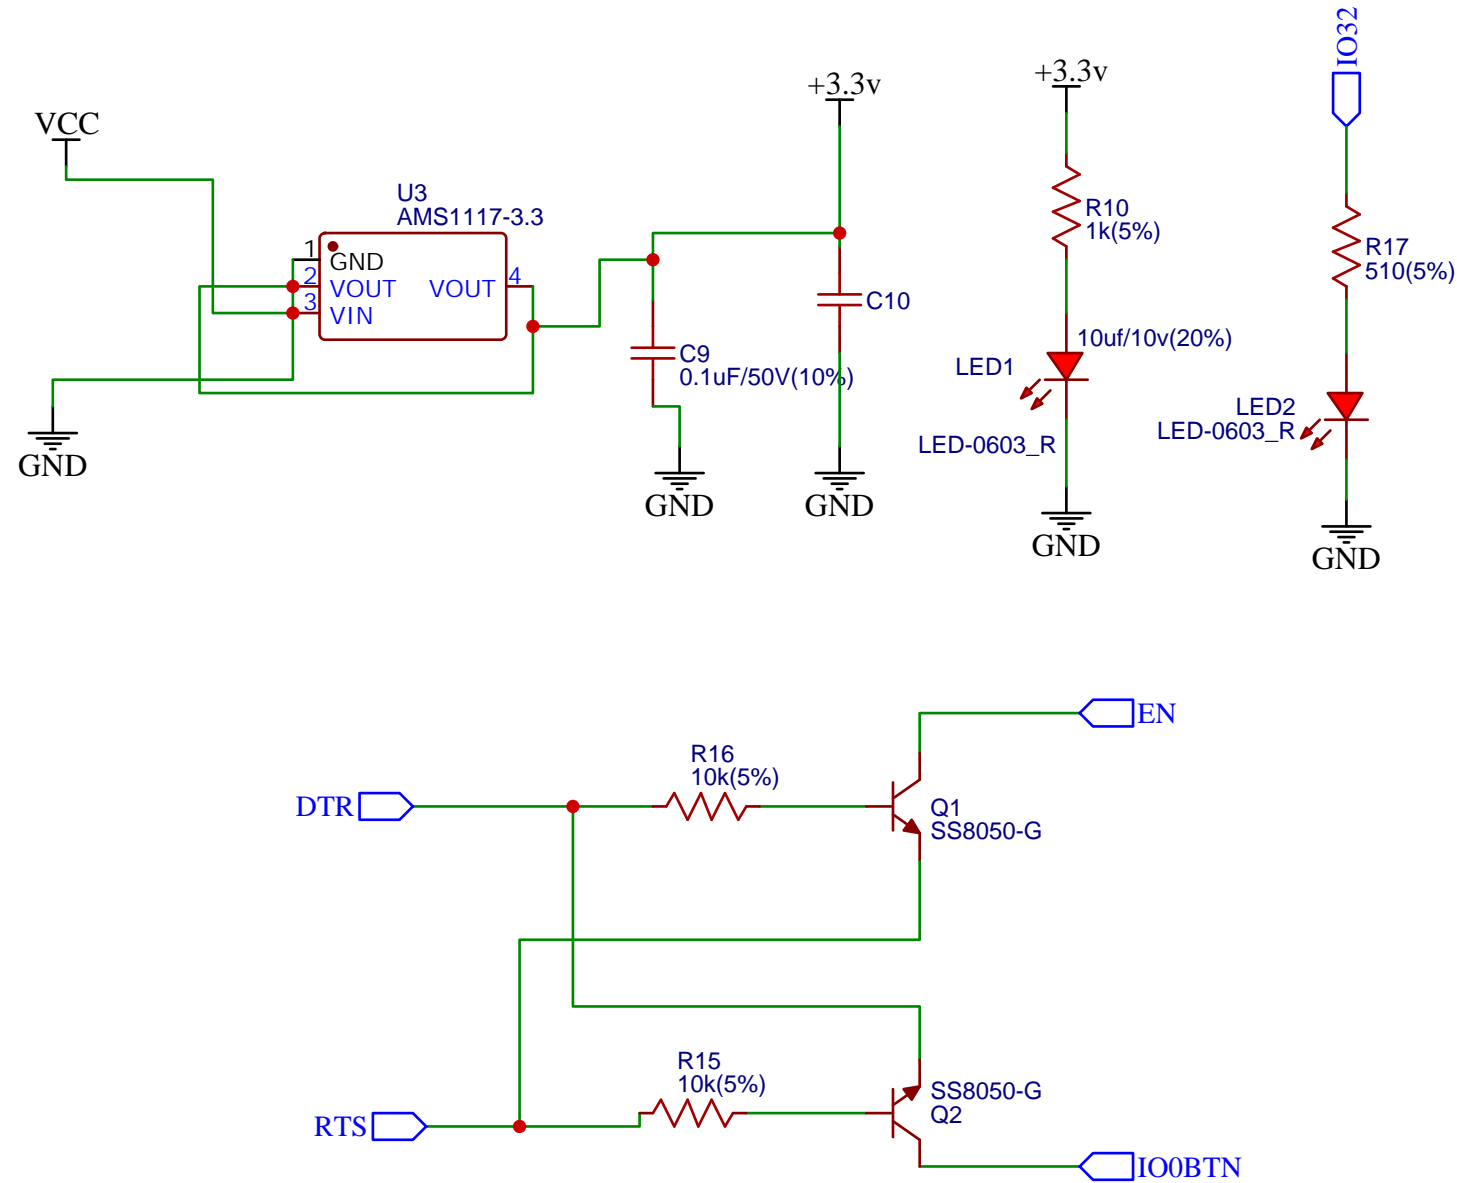 IO32
+3.3v
+3.3v
VCC
U3
AMS1117-3.3
1
GND
2
VOUT
VOUT
4
3
VIN
R10
1k(5%)
R17
510(5%)
C10
10uf/10v(20%)
C9
0.1uF/50V(10%)
LED1
LED-0603_R
LED2
LED-0603_R
GND
GND
GND
GND
GND
EN
R16
10k(5%)
DTR
Q1
SS8050-G
R15
10k(5%)
SS8050-G
Q2
RTS
IO0BTN